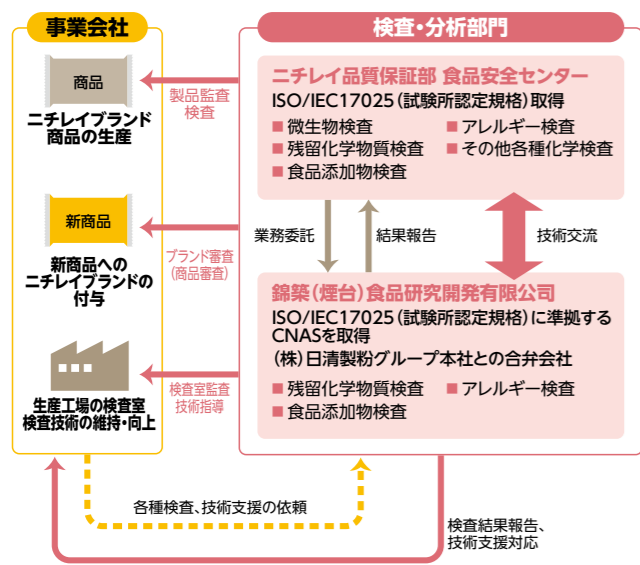 事業会社
商品
ニチレイブランド
商品の生産
新商品
新商品への
ニチレイブランドの
付与
生産工場の検査室
検査技術の維持・向上
製品監査
検査
ブランド審査
(商品審査)
検査室監査
技術指導
検査・分析部門
ニチレイ品質保証部 食品安全センター
ISO/IEC17025(試験所認定規格)取得
■ 微生物検査 ■ アレルギー検査
■ 残留化学物質検査 ■ その他各種化学検査
■ 食品添加物検査
業務委託
結果報告
技術交流
錦築(煙台)食品研究開発有限公司
ISO/IEC17025(試験所認定規格)に準拠する
CNASを取得
(株)日清製粉グループ本社との合弁会社
■ 残留化学物質検査 ■ アレルギー検査
■ 食品添加物検査
各種検査、技術支援の依頼
検査結果報告、
技術支援対応